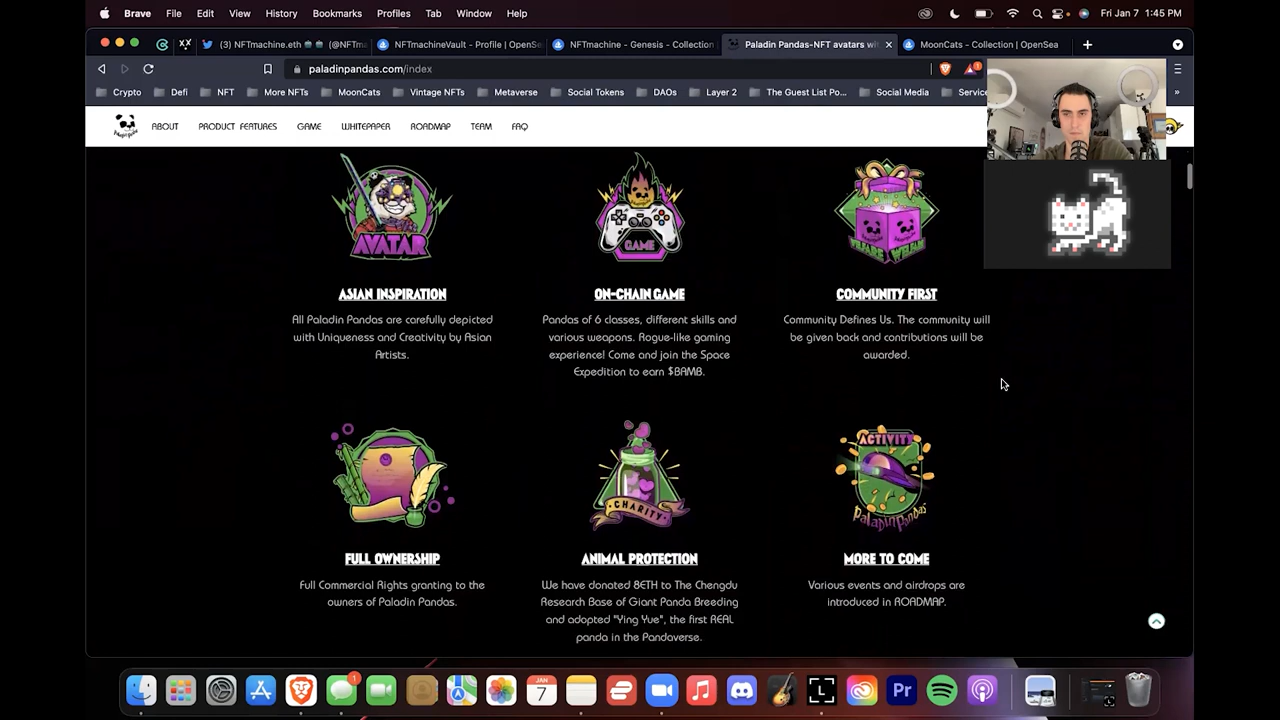 Brave File Edit View History Bookmarks Profiles Tab Window Help Fri Jan 7 1:45 PM
(3) NFTmachine.eth (@NFTma NFTmachineVault - Profile | OpenSe NFTmachine - Genesis - Collection Paladin Pandas-NFT avatars wi MoonCats - Collection | OpenSea
paladinpandas.com/index 1
Crypto Defi NFT More NFTs MoonCats Vintage NFTs Metaverse Social Tokens DAOs Layer 2 The Guest List Po... Social Media Service »
ABOUT PRODUCT FEATURES GAME WHITEPAPER ROADMAP TEAM FAQ
AVATAR
GAME
ASIAN INSPIRATION
All Paladin Pandas are carefully depicted
with Uniqueness and Creativity by Asian
Artists.
ON-CHAIN GAME
Pandas of 6 classes, different skills and
various weapons. Rogue-like gaming
experience! Come and join the Space
Expedition to earn $BAMB.
COMMUNITY FIRST
Community Defines Us. The community will
be given back and contributions will be
awarded.
CHARITY
ACTIVITY
PaladinPandas
FULL OWNERSHIP
Full Commercial Rights granting to the
owners of Paladin Pandas.
ANIMAL PROTECTION
We have donated 8ETH to The Chengdu
Research Base of Giant Panda Breeding
and adopted "Ying Yue", the first REAL
panda in the Pandaverse.
MORE TO COME
Various events and airdrops are
introduced in ROADMAP.
1
JAN
7
L
Pr